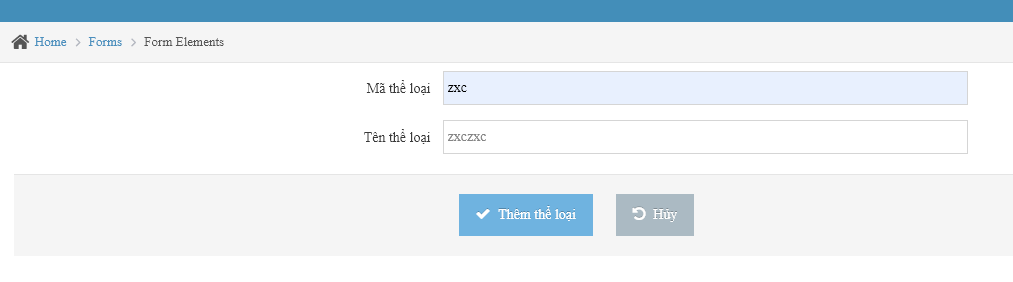 Home > Forms > Form Elements
Mã thể loại zxc
Tên thể loại zxczxc
Thêm thể loại Hủy